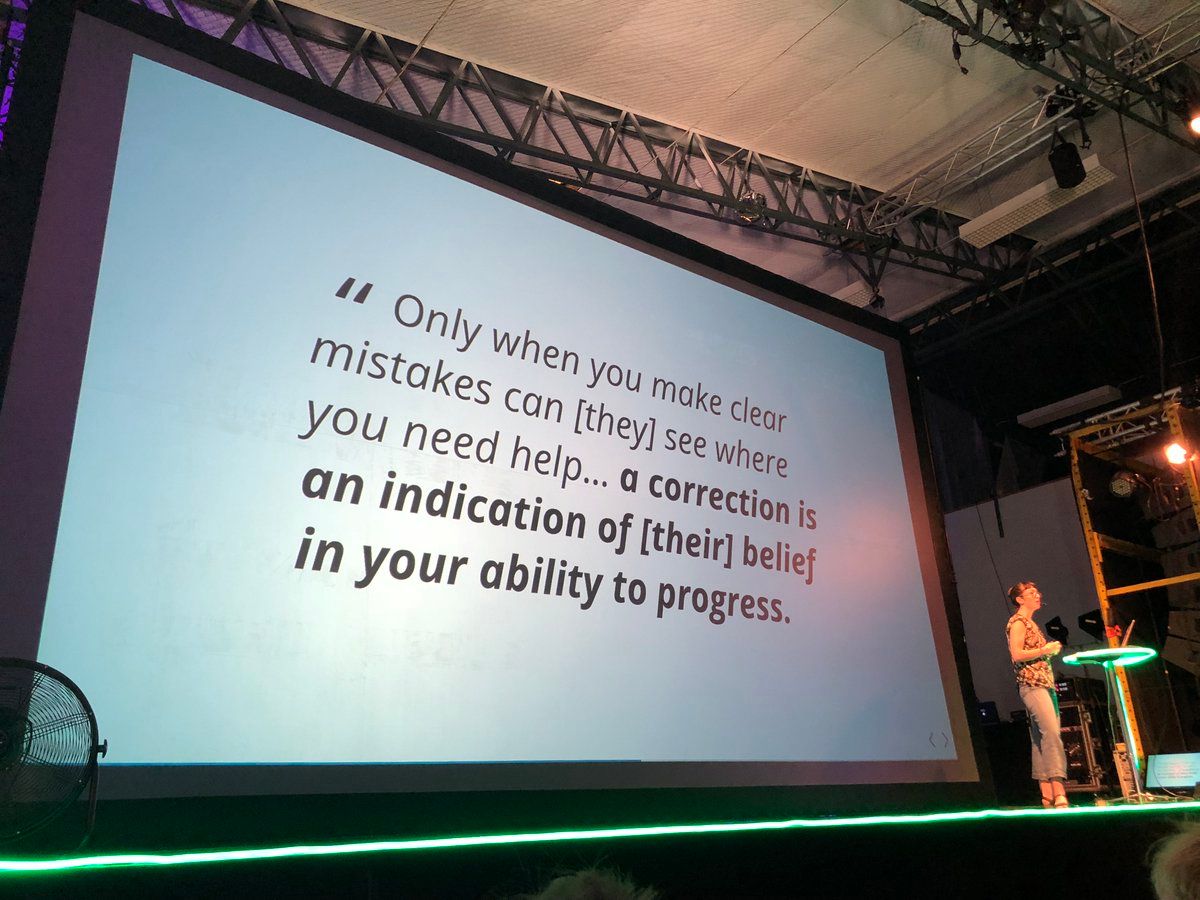 “ Only when you make clear
mistakes can [they] see where
you need help... a correction is
an indication of [their] belief
in your ability to progress.